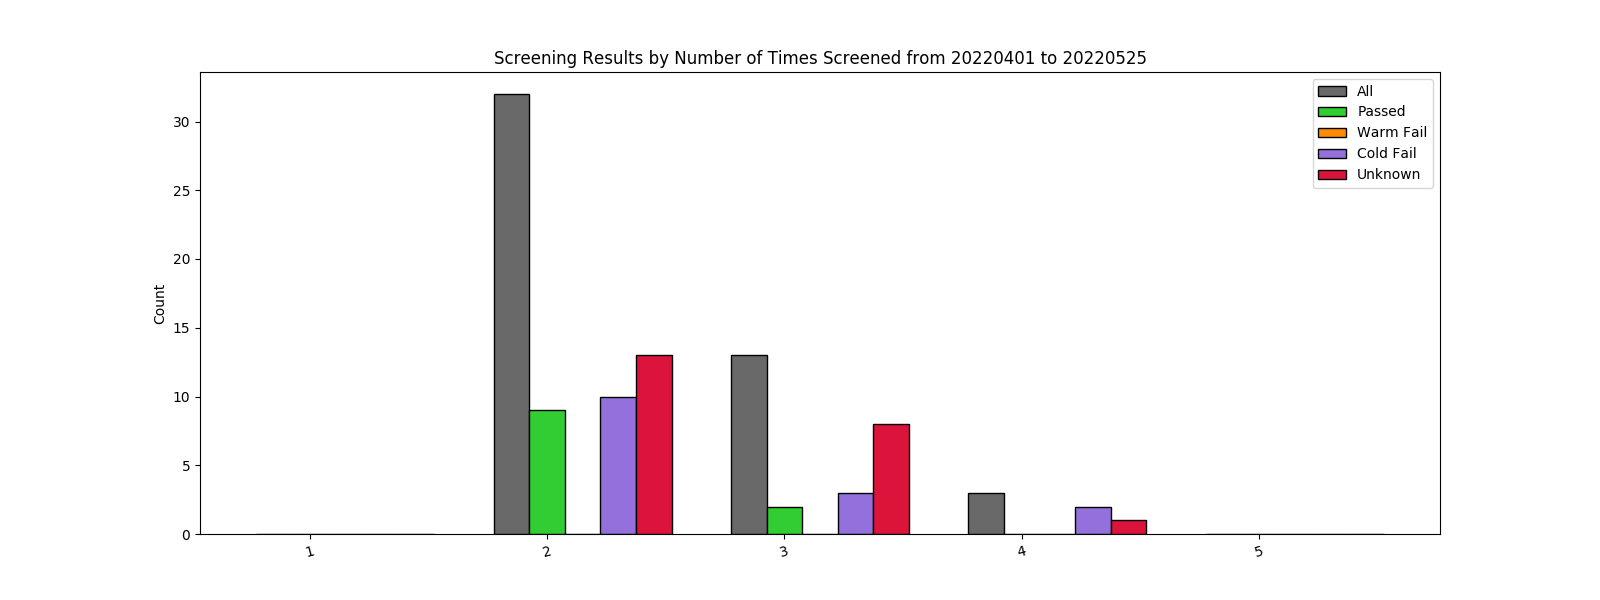 Screening Results by Number of Times Screened from 20220401 to 20220525
All
Passed
Warm Fail
Cold Fail
Unknown
Count
30
25
20
15
10
5
0
1 2 3 4 5